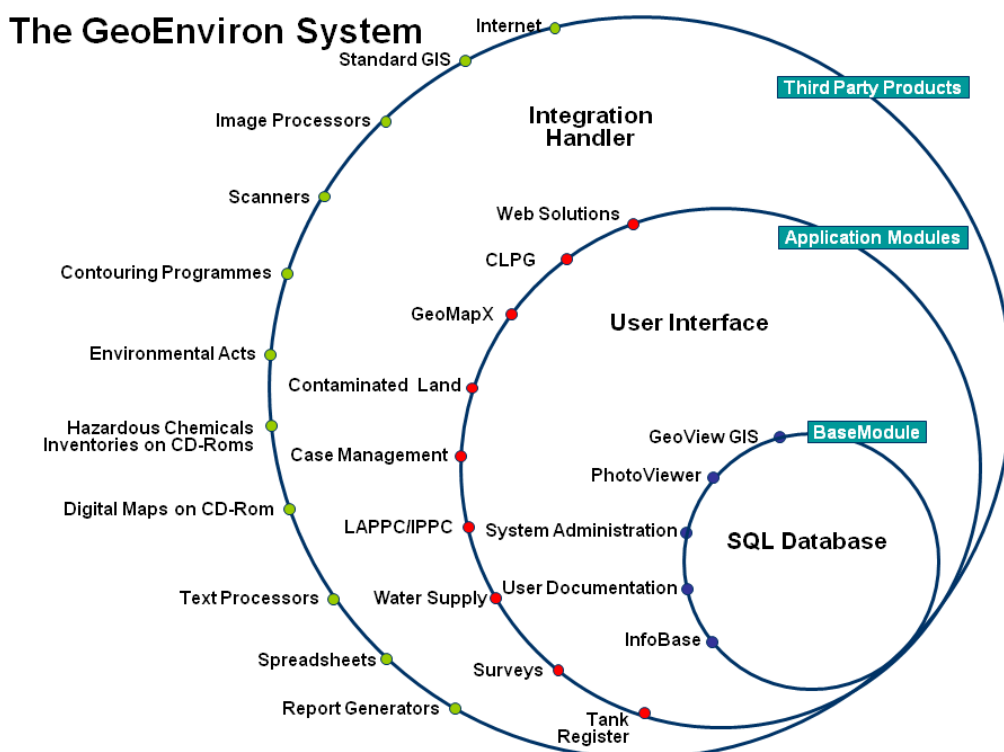 The GeoEnviron System
Internet
Standard GIS
Image Processors
Scanners
Contouring Programmes
Environmental Acts
Hazardous Chemicals
Inventories on CD-Roms
Digital Maps on CD-Rom
Text Processors
Spreadsheets
Report Generators
Third Party Products
Integration
Handler
Web Solutions
CLPG
GeoMapX
Contaminated Land
Case Management
LAPPC/IPPC
Water Supply
Surveys
Tank
Register
Application Modules
User Interface
GeoView GIS
PhotoViewer
System Administration
User Documentation
InfoBase
BaseModule
SQL Database